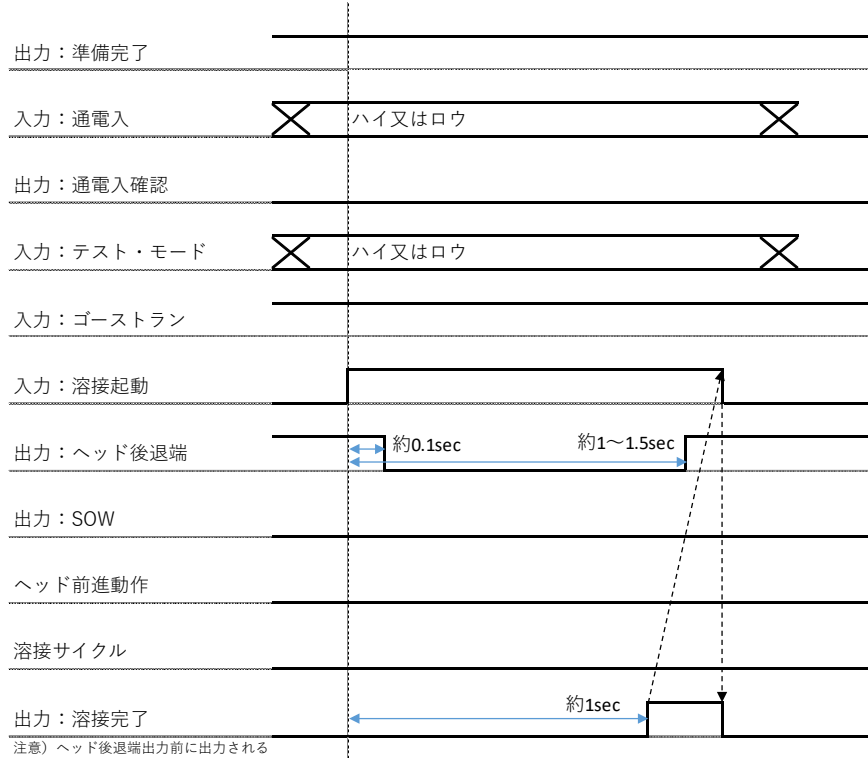 出力：準備完了
入力：通電入
ハイ又はロウ
出力：通電入確認
入力：テスト・モード
ハイ又はロウ
入力：ゴーストラン
入力：溶接起動
出力：ヘッド後退端
約0.1sec
約1～1.5sec
出力：SOW
ヘッド前進動作
溶接サイクル
出力：溶接完了
約1sec
注意）ヘッド後退端出力前に出力される